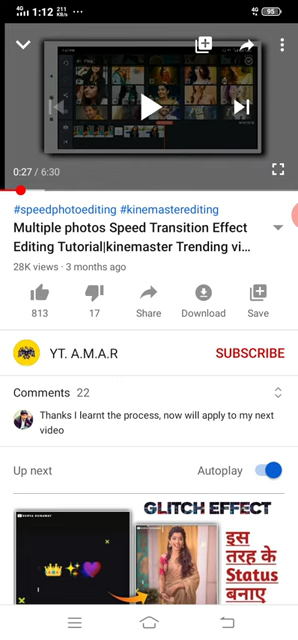 4G 1:12 211 KB/s ... 4G 95
0:27 / 6:30
#speedphotoediting #kinemasterediting
Multiple photos Speed Transition Effect
Editing Tutorial|kinemaster Trending vi...
28K views · 3 months ago
813 17 Share Download Save
YT. A.M.A.R SUBSCRIBE
Comments 22
Thanks I learnt the process, now will apply to my next
video
Up next Autoplay
GLITCH EFFECT
इस
तरह के
Status
बनाए